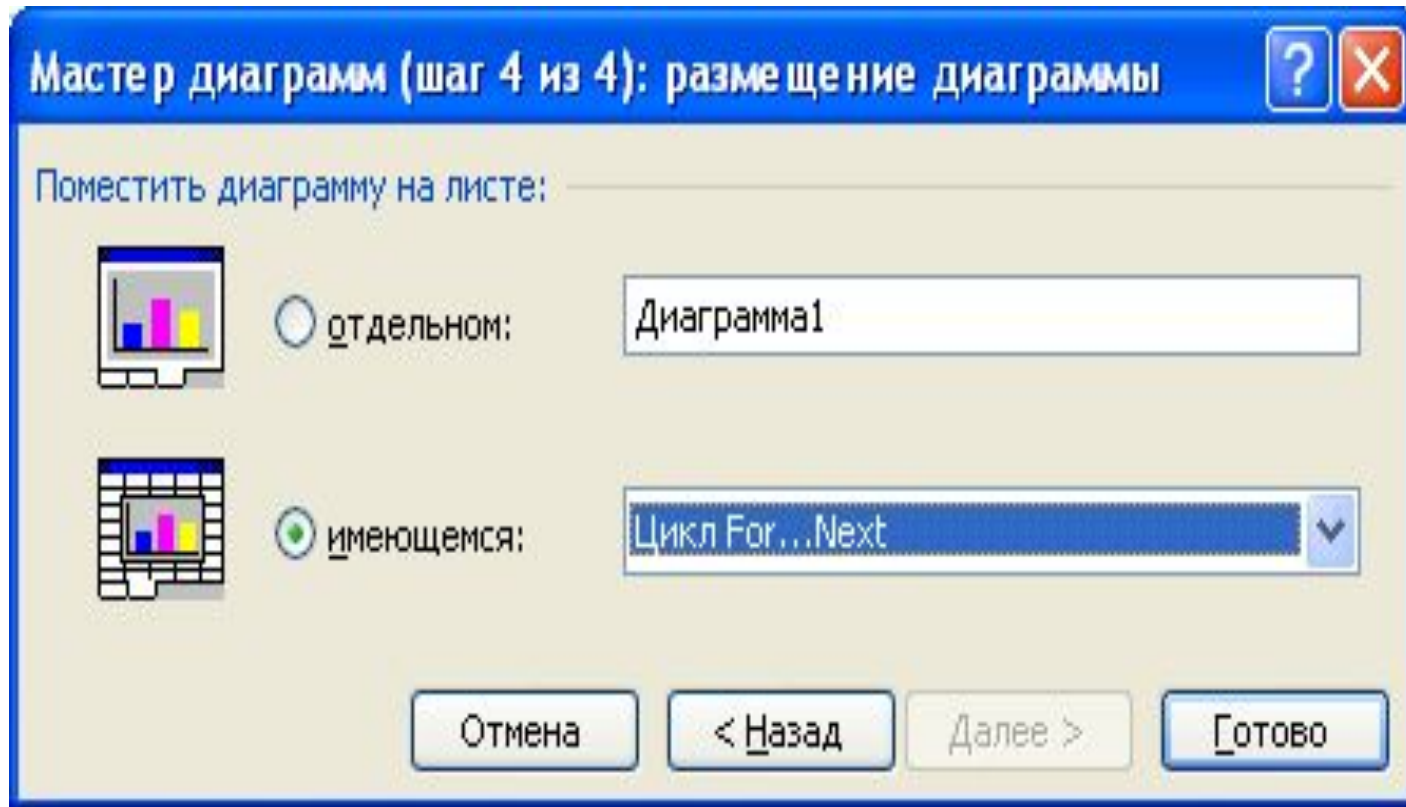 Мастер диаграмм (шаг 4 из 4): размещение диаграммы
Поместить диаграмму на листе:
отдельном: Диаграмма1
имеющемся: Цикл For...Next
Отмена < Назад Далее > Готово